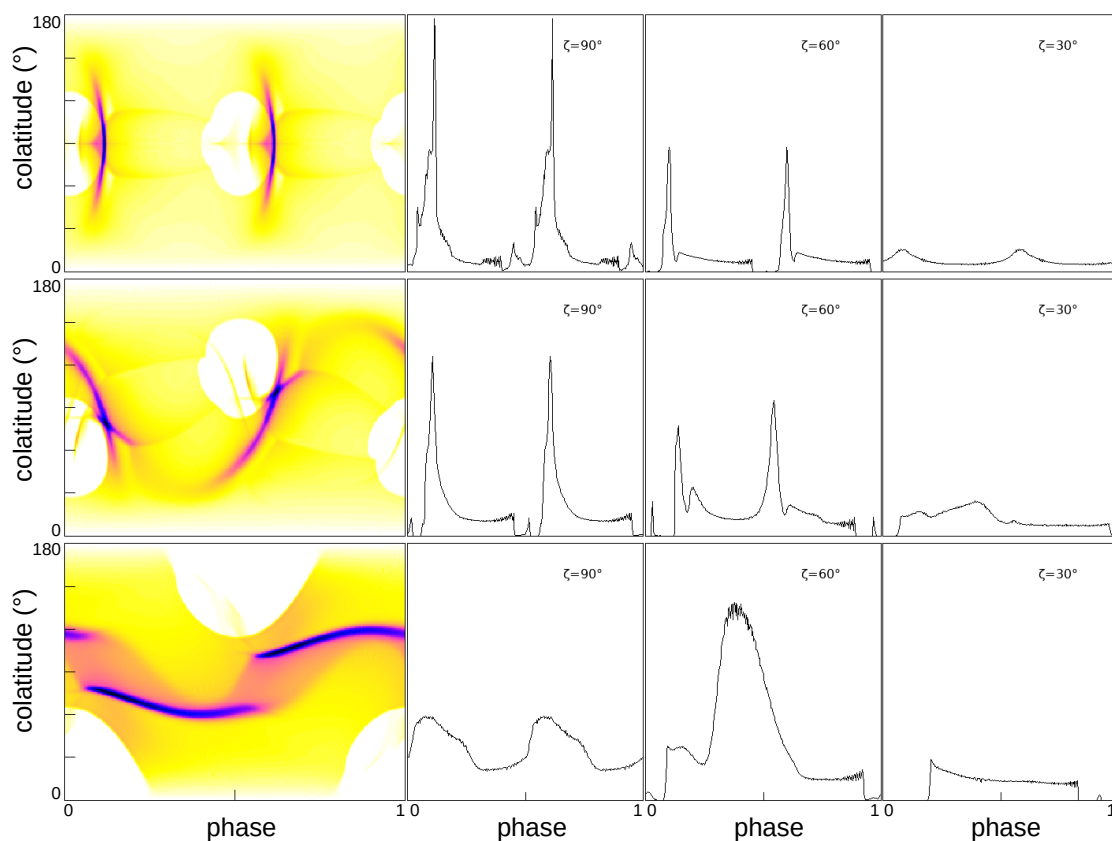 180
colatitude (°)
0
ζ=90°
ζ=60°
ζ=30°
180
colatitude (°)
0
ζ=90°
ζ=60°
ζ=30°
180
colatitude (°)
0
ζ=90°
ζ=60°
ζ=30°
0 1 0 1 0 1 0 1
phase phase phase phase